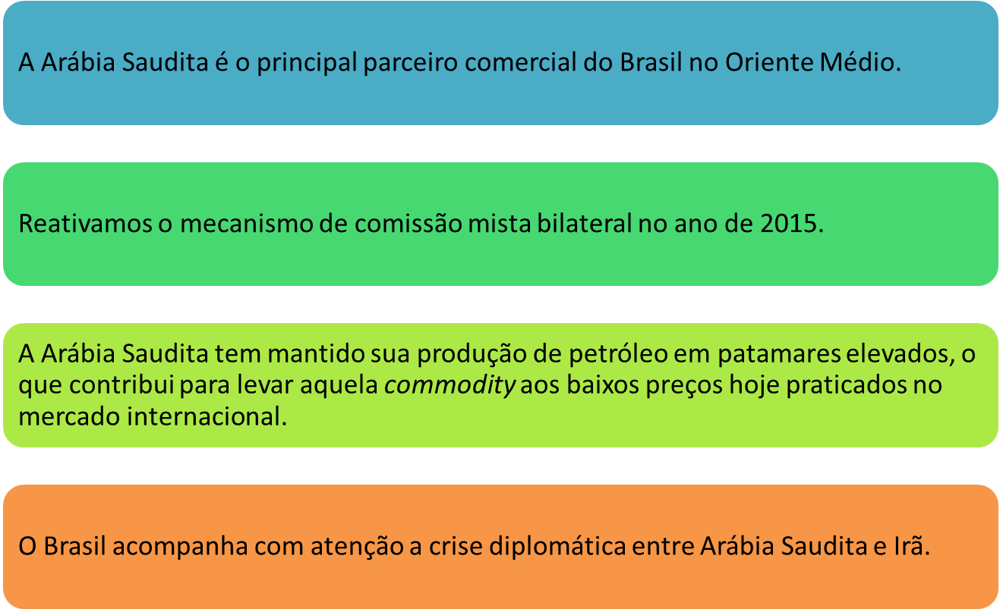 A Arábia Saudita é o principal parceiro comercial do Brasil no Oriente Médio.
Reativamos o mecanismo de comissão mista bilateral no ano de 2015.
A Arábia Saudita tem mantido sua produção de petróleo em patamares elevados, o
que contribui para levar aquela commodity aos baixos preços hoje praticados no
mercado internacional.
O Brasil acompanha com atenção a crise diplomática entre Arábia Saudita e Irã.